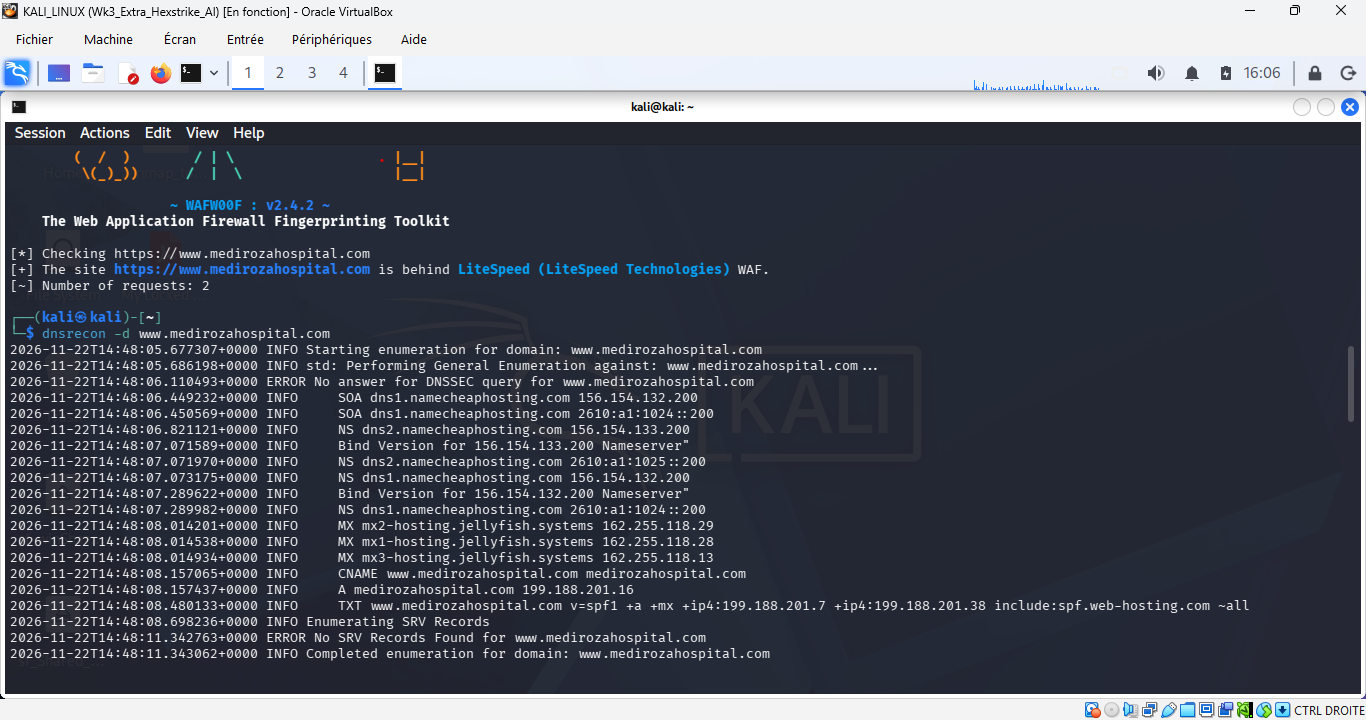 KALI_LINUX (Wk3_Extra_Hexstrike_AI) [En fonction] - Oracle VirtualBox
Fichier Machine Écran Entrée Périphériques Aide
1 2 3 4 16:06
kali@kali: ~
Session Actions Edit View Help
~ WAFW00F : v2.4.2 ~
The Web Application Firewall Fingerprinting Toolkit
[*] Checking https://www.medirozahospital.com
[+] The site https://www.medirozahospital.com is behind LiteSpeed (LiteSpeed Technologies) WAF.
[~] Number of requests: 2
┌──(kali㉿kali)-[~]
└─$ dnsrecon -d www.medirozahospital.com
2026-11-22T14:48:05.677307+0000 INFO Starting enumeration for domain: www.medirozahospital.com
2026-11-22T14:48:05.686198+0000 INFO std: Performing General Enumeration against: www.medirozahospital.com...
2026-11-22T14:48:06.110493+0000 ERROR No answer for DNSSEC query for www.medirozahospital.com
2026-11-22T14:48:06.449232+0000 INFO SOA dns1.namecheaphosting.com 156.154.132.200
2026-11-22T14:48:06.450569+0000 INFO SOA dns1.namecheaphosting.com 2610:a1:1024::200
2026-11-22T14:48:06.821121+0000 INFO NS dns2.namecheaphosting.com 156.154.133.200
2026-11-22T14:48:07.071589+0000 INFO Bind Version for 156.154.133.200 Nameserver"
2026-11-22T14:48:07.071970+0000 INFO NS dns2.namecheaphosting.com 2610:a1:1025::200
2026-11-22T14:48:07.073175+0000 INFO NS dns1.namecheaphosting.com 156.154.132.200
2026-11-22T14:48:07.289622+0000 INFO Bind Version for 156.154.132.200 Nameserver"
2026-11-22T14:48:07.289982+0000 INFO NS dns1.namecheaphosting.com 2610:a1:1024::200
2026-11-22T14:48:08.014201+0000 INFO MX mx2-hosting.jellyfish.systems 162.255.118.29
2026-11-22T14:48:08.014538+0000 INFO MX mx1-hosting.jellyfish.systems 162.255.118.28
2026-11-22T14:48:08.014934+0000 INFO MX mx3-hosting.jellyfish.systems 162.255.118.13
2026-11-22T14:48:08.157065+0000 INFO CNAME www.medirozahospital.com medirozahospital.com
2026-11-22T14:48:08.157437+0000 INFO A medirozahospital.com 199.188.201.16
2026-11-22T14:48:08.480133+0000 INFO TXT www.medirozahospital.com v=spf1 +a +mx +ip4:199.188.201.7 +ip4:199.188.201.38 include:spf.web-hosting.com ~all
2026-11-22T14:48:08.698236+0000 INFO Enumerating SRV Records
2026-11-22T14:48:11.342763+0000 ERROR No SRV Records Found for www.medirozahospital.com
2026-11-22T14:48:11.343062+0000 INFO Completed enumeration for domain: www.medirozahospital.com
KALI
CTRL DROITE